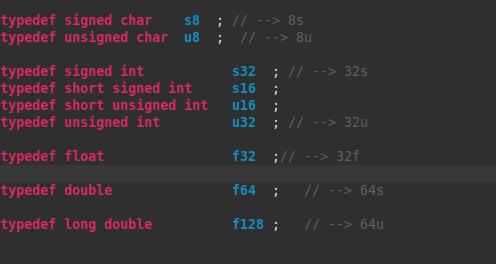 typedef signed char    s8  ; // --> 8s
typedef unsigned char  u8  ;  // --> 8u
typedef signed int           s32  ; // --> 32s
typedef short signed int     s16  ;
typedef short unsigned int   u16  ;
typedef unsigned int         u32  ; // --> 32u
typedef float                f32  ;// --> 32f
typedef double               f64  ;   // --> 64s
typedef long double          f128 ;   // --> 64u